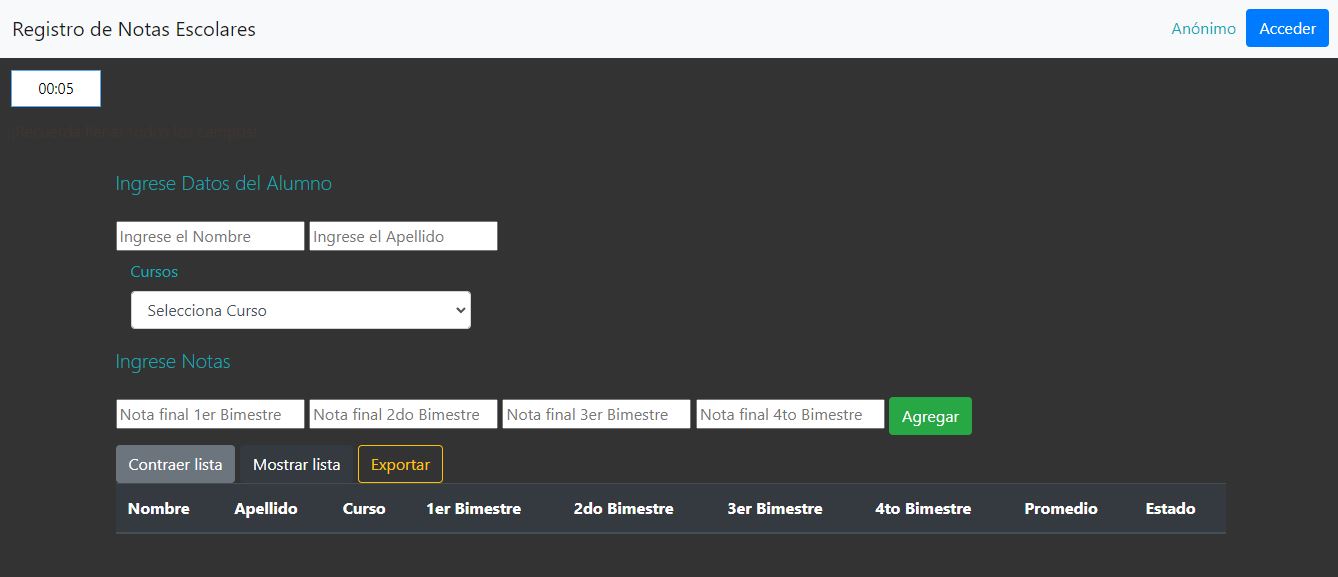 Registro de Notas Escolares
Anónimo Acceder
00:05
¡Recuerda llenar todos los campos!
Ingrese Datos del Alumno
Ingrese el Nombre Ingrese el Apellido
Cursos
Selecciona Curso
Ingrese Notas
Nota final 1er Bimestre Nota final 2do Bimestre Nota final 3er Bimestre Nota final 4to Bimestre Agregar
Contraer lista Mostrar lista Exportar
Nombre Apellido Curso 1er Bimestre 2do Bimestre 3er Bimestre 4to Bimestre Promedio Estado